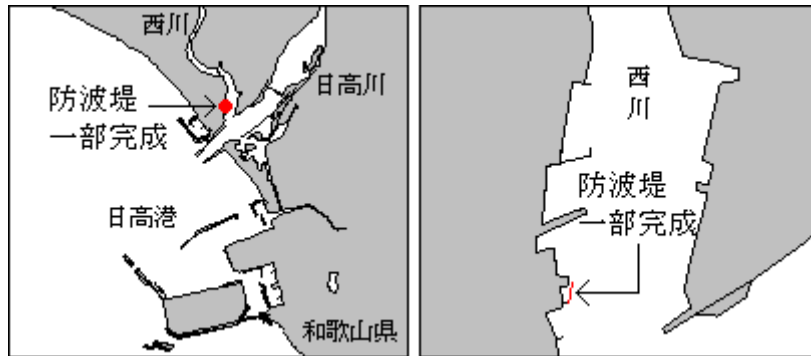 西川
日高川
防波堤
一部完成
日高港
和歌山県
西川
防波堤
一部完成